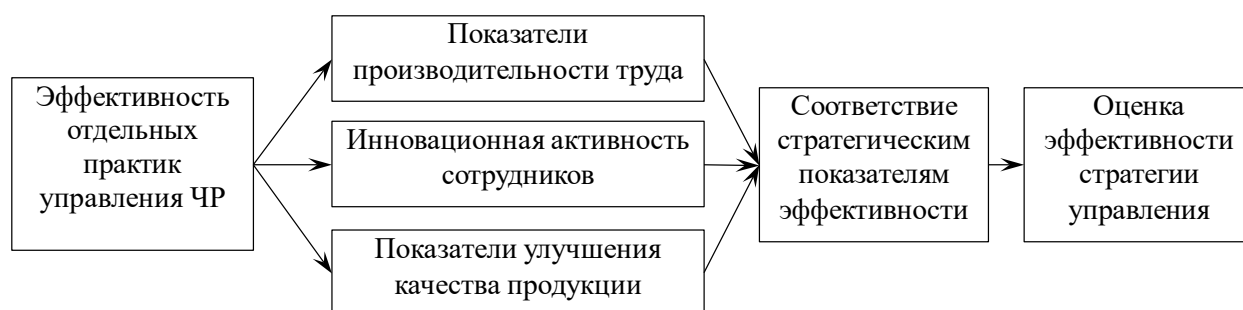 Эффективность
отдельных
практик
управления ЧР
Показатели
производительности труда
Инновационная активность
сотрудников
Показатели улучшения
качества продукции
Соответствие
стратегическим
показателям
эффективности
Оценка
эффективности
стратегии
управления